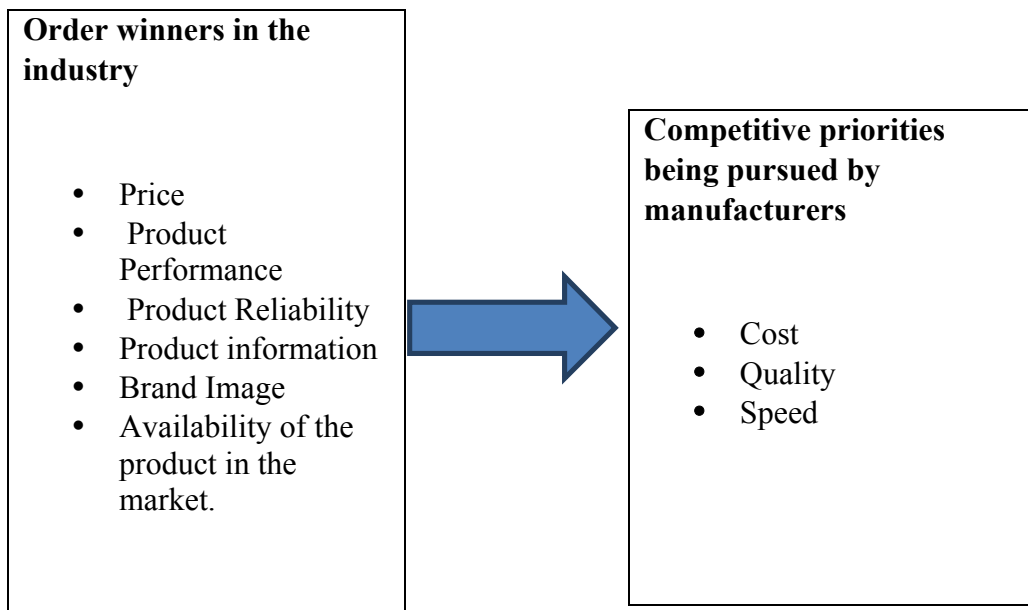 Order winners in the
industry
• Price
• Product
Performance
• Product Reliability
• Product information
• Brand Image
• Availability of the
product in the
market.
Competitive priorities
being pursued by
manufacturers
• Cost
• Quality
• Speed